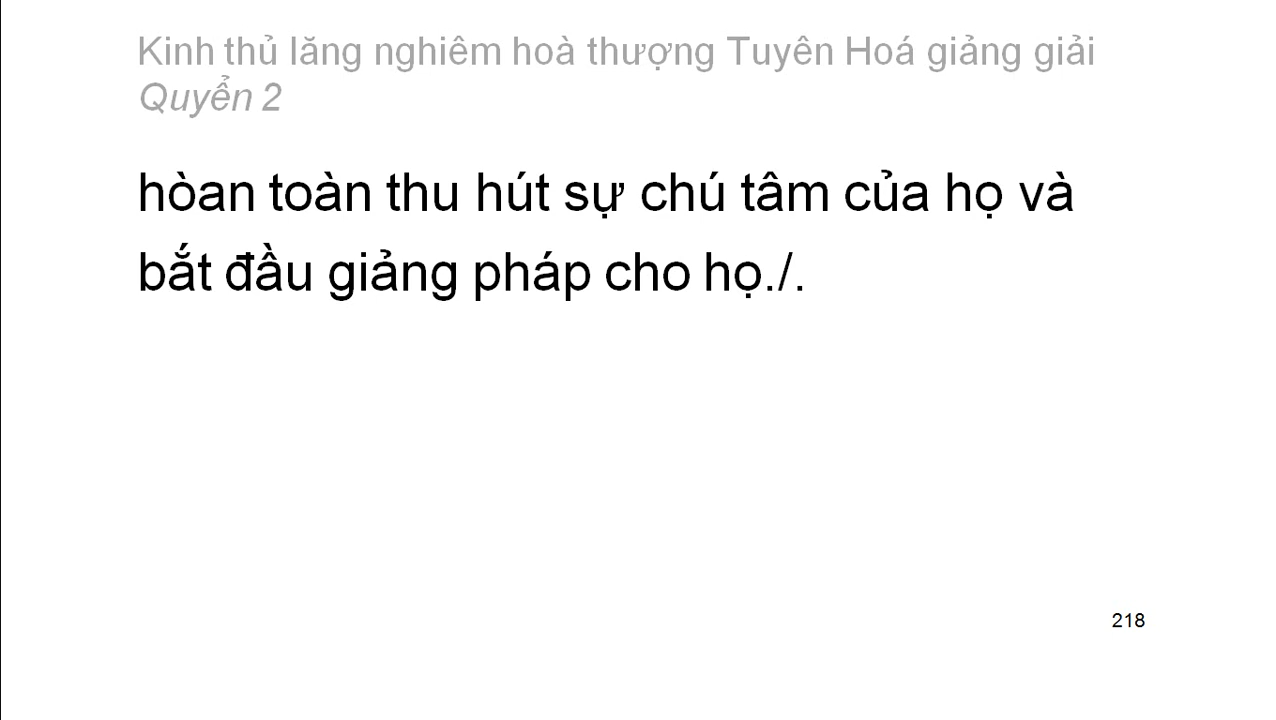 Kinh thủ lăng nghiêm hoà thượng Tuyên Hoá giảng giải
Quyển 2
hòan toàn thu hút sự chú tâm của họ và
bắt đầu giảng pháp cho họ./.
218